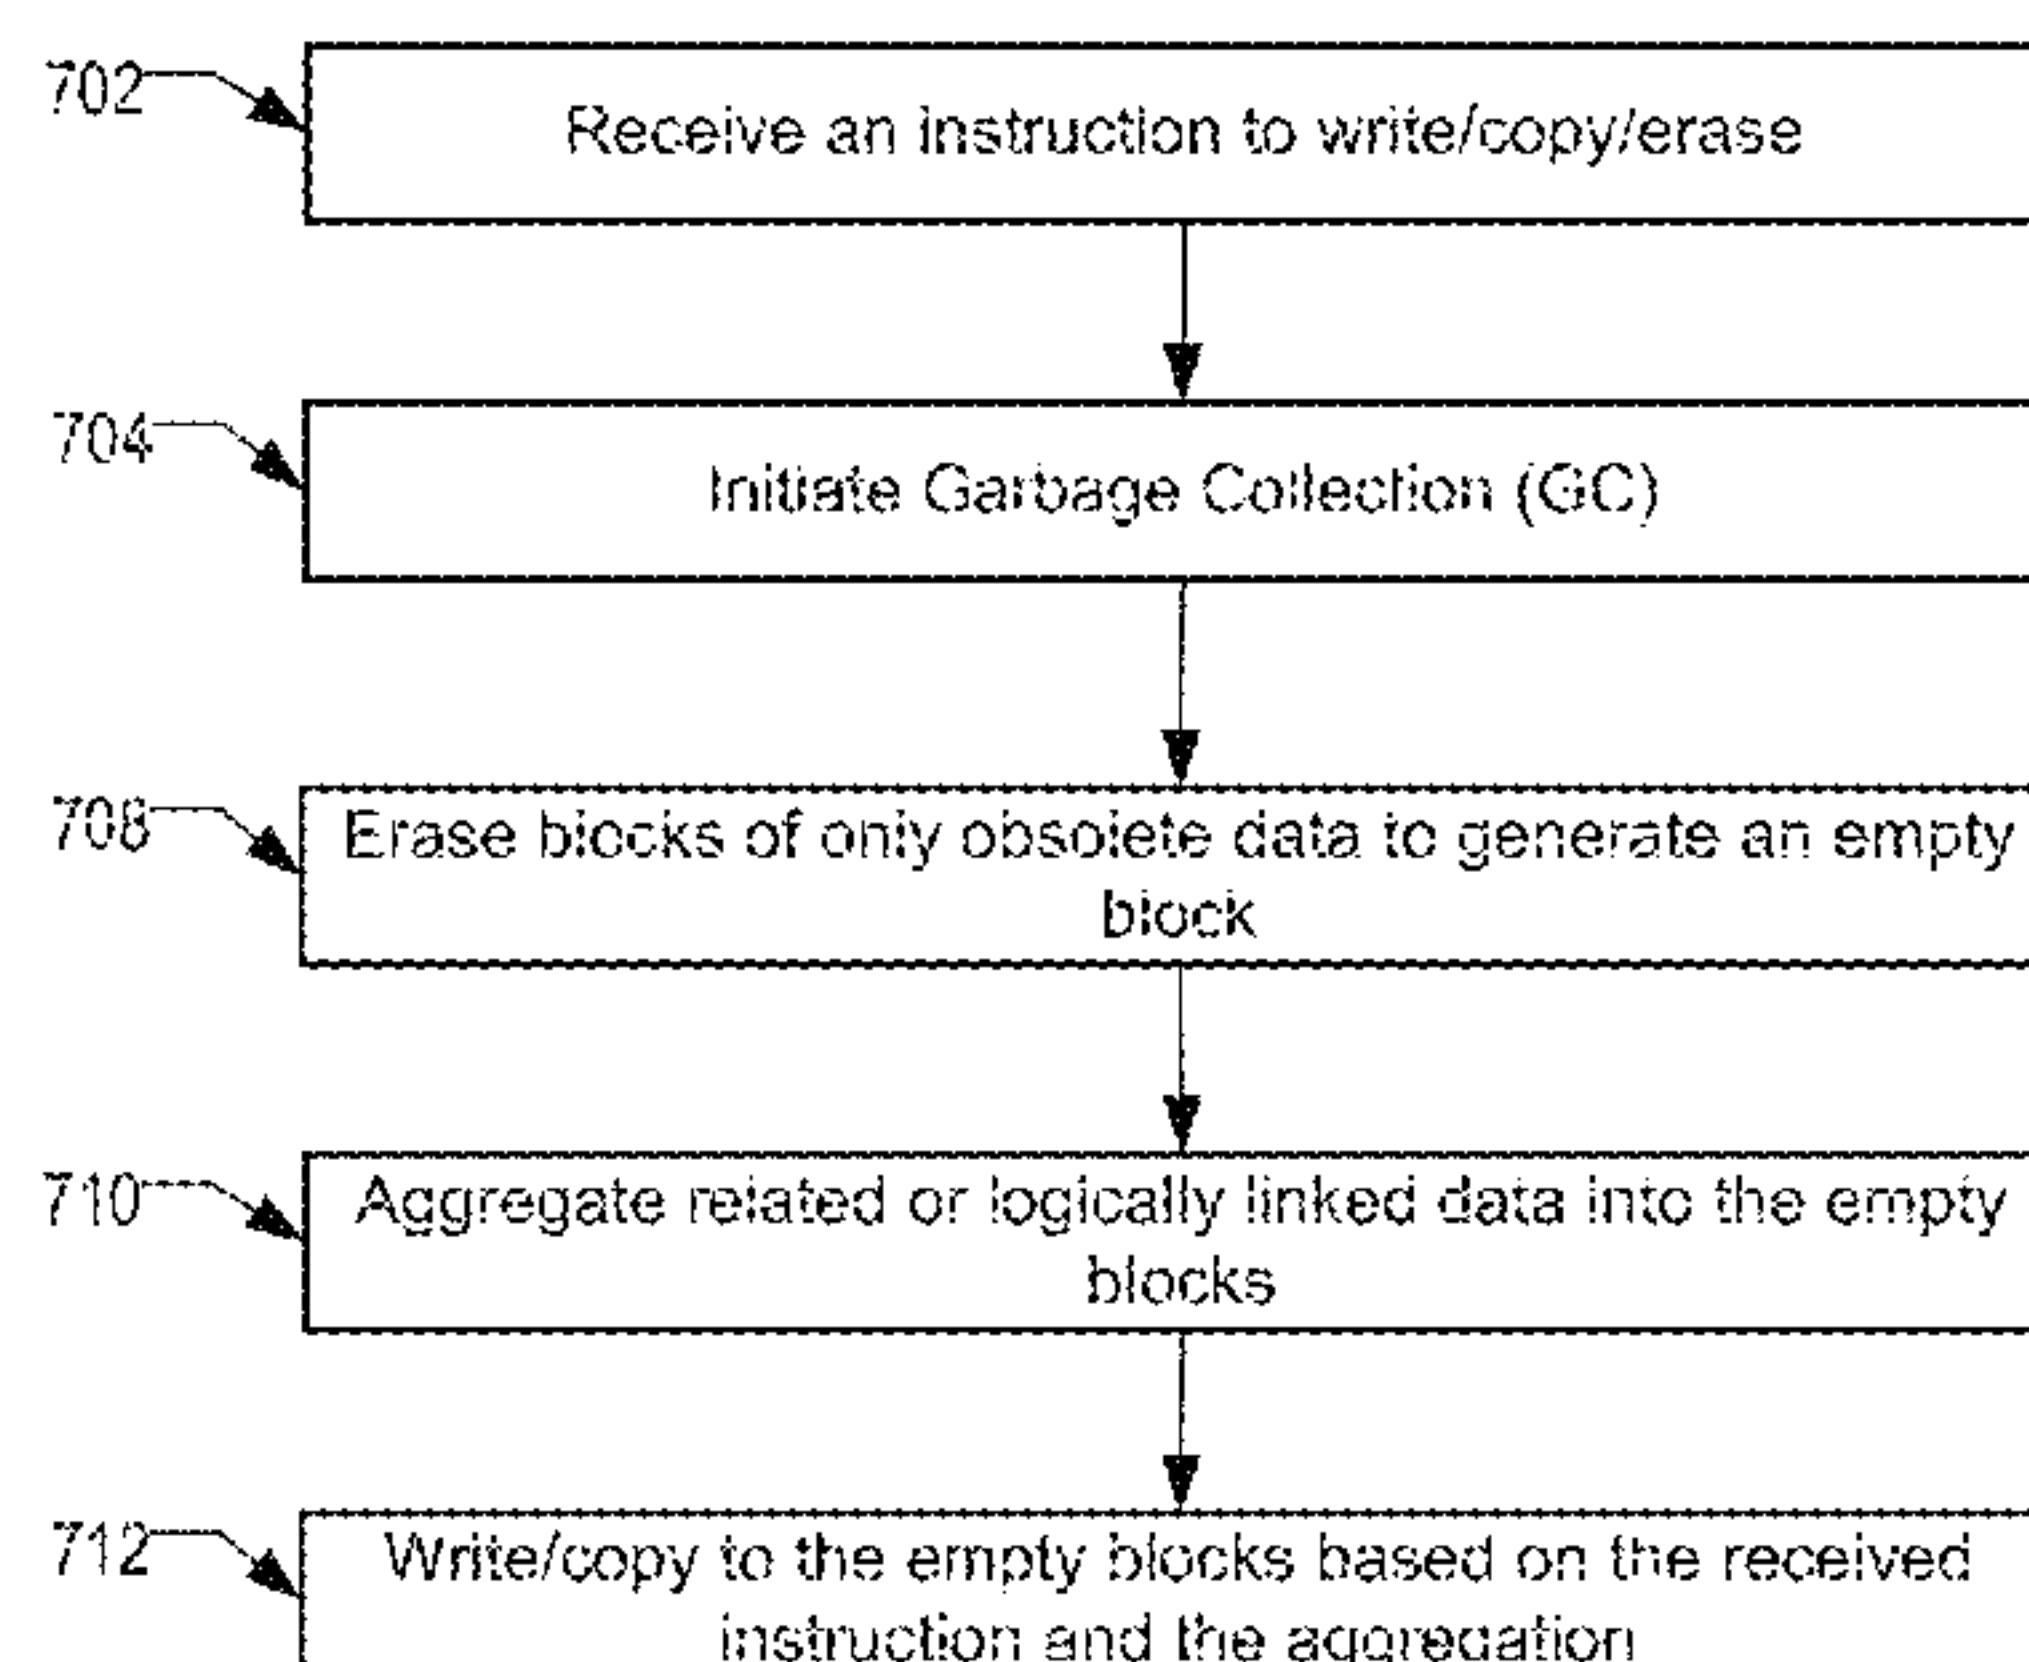 702
Receive an instruction to write/copy/erase
704
Initiate Garbage Collection (GC)
708
Erase blocks of only obsolete data to generate an empty
block
710
Aggregate related or logically linked data into the empty
blocks
712
Write/copy to the empty blocks based on the received
instruction and the aggregation